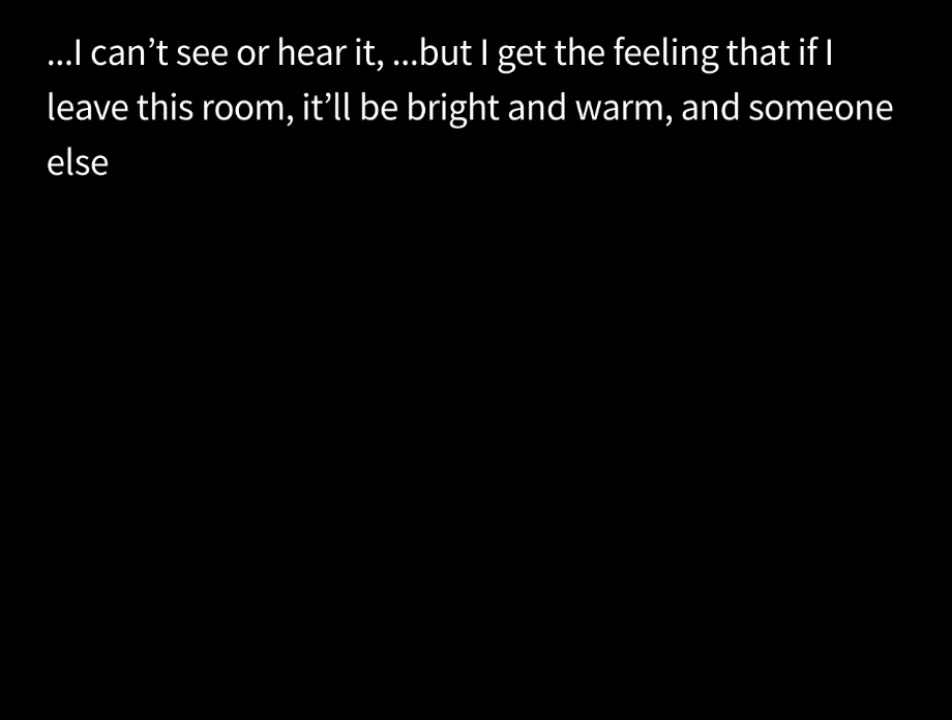 ...I can’t see or hear it, ...but I get the feeling that if I
leave this room, it’ll be bright and warm, and someone
else